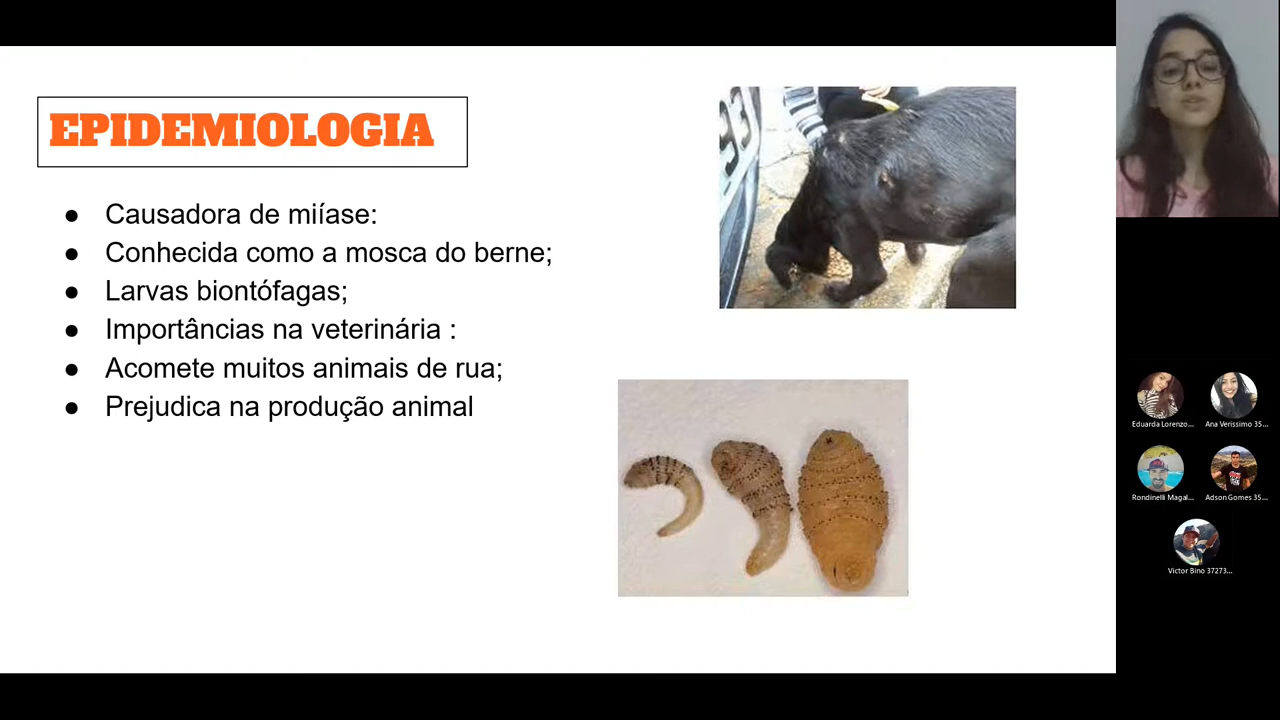 EPIDEMIOLOGIA
● Causadora de miíase:
● Conhecida como a mosca do berne;
● Larvas biontófagas;
● Importâncias na veterinária :
● Acomete muitos animais de rua;
● Prejudica na produção animal
Eduarda Lorenzo...
Ana Verissimo 35...
Rondinelli Magal...
Adson Gomes 35...
Victor Bino 37273...